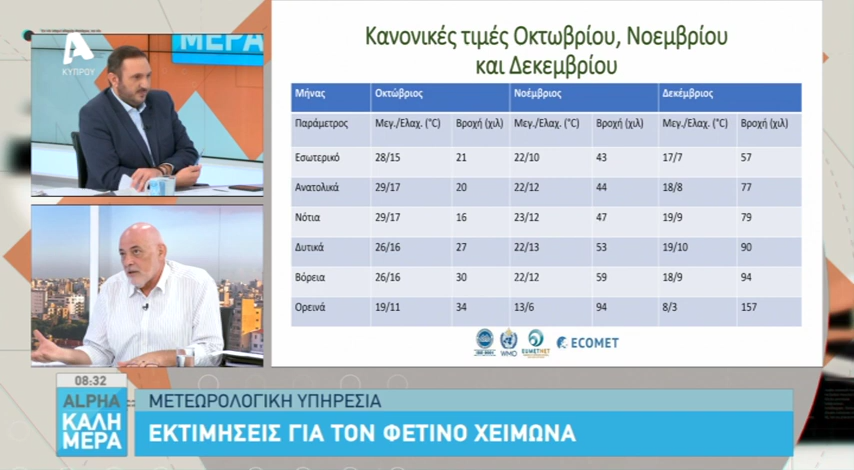 ΜΕΡΑ
ΚΥΠΡΟΥ
Κανονικές τιμές Οκτωβρίου, Νοεμβρίου
και Δεκεμβρίου
Μήνας Οκτώβριος Νοέμβριος Δεκέμβριος
Παράμετρος Μεγ./Ελαχ. (°C) Βροχή (χιλ) Μεγ./Ελαχ. (°C) Βροχή (χιλ) Μεγ./Ελαχ. (°C) Βροχή (χιλ)
Εσωτερικό 28/15 21 22/10 43 17/7 57
Ανατολικά 29/17 20 22/12 44 18/8 77
Νότια 29/17 16 23/12 47 19/9 79
Δυτικά 26/16 27 22/13 53 19/10 90
Βόρεια 26/16 30 22/12 59 18/9 94
Ορεινά 19/11 34 13/6 94 8/3 157
WMO EUMETNET ECOMET
08:32
ALPHA
ΚΑΛΗ
ΜΕΡΑ
ΜΕΤΕΩΡΟΛΟΓΙΚΗ ΥΠΗΡΕΣΙΑ
ΕΚΤΙΜΗΣΕΙΣ ΓΙΑ ΤΟΝ ΦΕΤΙΝΟ ΧΕΙΜΩΝΑ